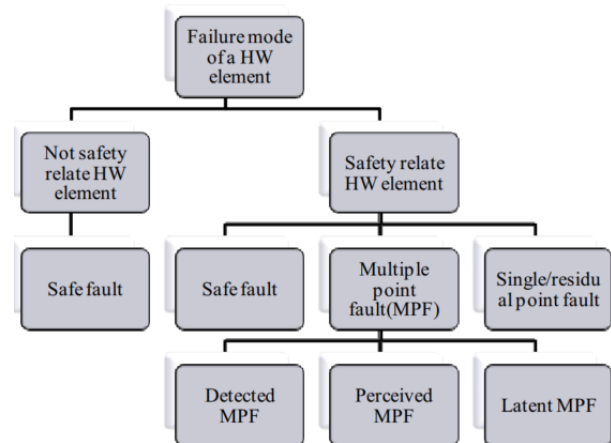 Failure mode
of a HW
element
Not safety
relate HW
element
Safety relate
HW element
Safe fault
Safe fault
Multiple
point
fault(MPF)
Single/residu
al point fault
Detected
MPF
Perceived
MPF
Latent MPF